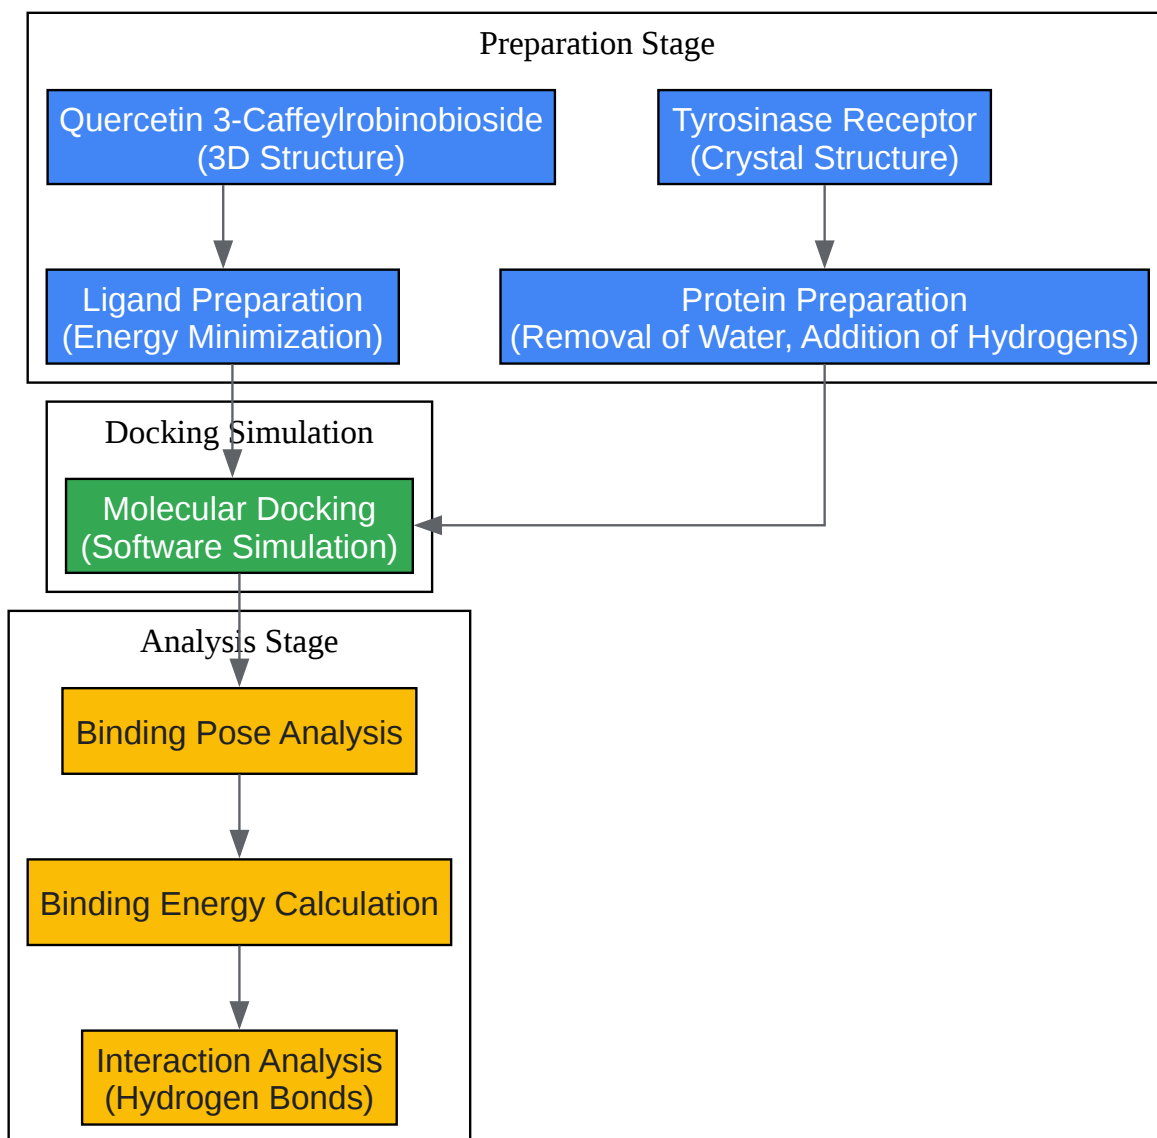 Preparation Stage
Quercetin 3-Caffeylrobinobioside
(3D Structure)
Tyrosinase Receptor
(Crystal Structure)
Ligand Preparation
(Energy Minimization)
Protein Preparation
(Removal of Water, Addition of Hydrogens)
Docking Simulation
Molecular Docking
(Software Simulation)
Analysis Stage
Binding Pose Analysis
Binding Energy Calculation
Interaction Analysis
(Hydrogen Bonds)